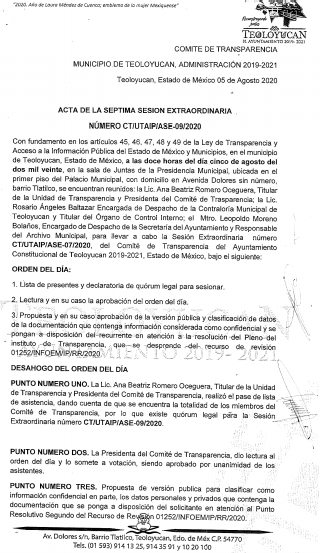 "2020. Año de Laura Méndez de Cuenca; emblema de la mujer Mexiquense"
TEOLOYUCAN
H. AYUNTAMIENTO 2019-2021
COMITE DE TRANSPARENCIA
MUNICIPIO DE TEOLOYUCAN, ADMINISTRACIÓN 2019-2021
Teoloyucan, Estado de México 05 de Agosto 2020
ACTA DE LA SEPTIMA SESION EXTRAORDINARIA
NÚMERO CT/UTAIP/ASE-09/2020
Con fundamento en los artículos 45, 46, 47, 48 y 49 de la Ley de Transparencia y
Acceso a la Información Pública del Estado de México y Municipios, en el municipio
de Teoloyucan, Estado de México, a las doce horas del día cinco de agosto del
dos mil veinte, en la sala de Juntas de la Presidencia Municipal, ubicada en el
primer piso del Palacio Municipal, con domicilio en Avenida Dolores sin número,
barrio Tlatilco, se encuentran reunidos: la Lic. Ana Beatriz Romero Oceguera, Titular
de la Unidad de Transparencia y Presidenta del Comité de Trasparencia; la Lic.
Rosario Ángeles Baltazar Encargada de Despacho de la Contraloría Municipal de
Teoloyucan y Titular del Órgano de Control Interno; el Mtro. Leopoldo Moreno
Bolaños, Encargado de Despacho de la Secretaría del Ayuntamiento y Responsable
del Archivo Municipal, para llevar a cabo la Sesión Extraordinaria número
CT/UTAIP/ASE-07/2020, del Comité de Transparencia del Ayuntamiento
Constitucional de Teoloyucan 2019-2021, Estado de México, bajo el siguiente:
ORDEN DEL DÍA:
1. Lista de presentes y declaratoria de quórum legal para sesionar.
2. Lectura y en su caso la aprobación del orden del día.
3. Propuesta y en su caso aprobación de la versión pública y clasificación de datos
de la documentación que contenga información considerada como confidencial y se
pongan a disposición del recurrente en atención a la resolución del Pleno del
instituto de Transparencia, que se desprende del recurso de revisión
01252/INFOEM/IP/RR/2020.
AYUNTAMIENTO 2019- 2021
DESAHOGO DEL ORDEN DEL DÍA
PUNTO NUMERO UNO. La Lic. Ana Beatriz Romero Oceguera, Titular de la Unidad
de Transparencia y Presidenta del Comité de Transparencia, realizó el pase de lista
de asistencia, dando cuenta de que se encuentra la totalidad de los miembros del
Comité de Transparencia, por lo que existe quórum legal para la Sesión
Extraordinaria número CT/UTAIP/ASE-09/2020.
PUNTO NUMERO DOS. La Presidenta del Comité de Transparencia, dio lectura al
orden del día y lo somete a votación, siendo aprobado por unanimidad de los
asistentes.
PUNTO NUMERO TRES. Propuesta de versión publica para clasificar como
información confidencial en parte, los datos personales y privados que contenga la
documentación que se ponga a disposición del solicitante en atención al Punto
Resolutivo Segundo del Recurso de Revisión 01252/INFOEM/IP/RR/2020.
Av. Dolores s/n, Barrio Tlatilco, Teoloyucan, Edo. de Méx C.P. 54770
Tels. (01 593) 914 13 25, 914 35 91 y 10 20 100